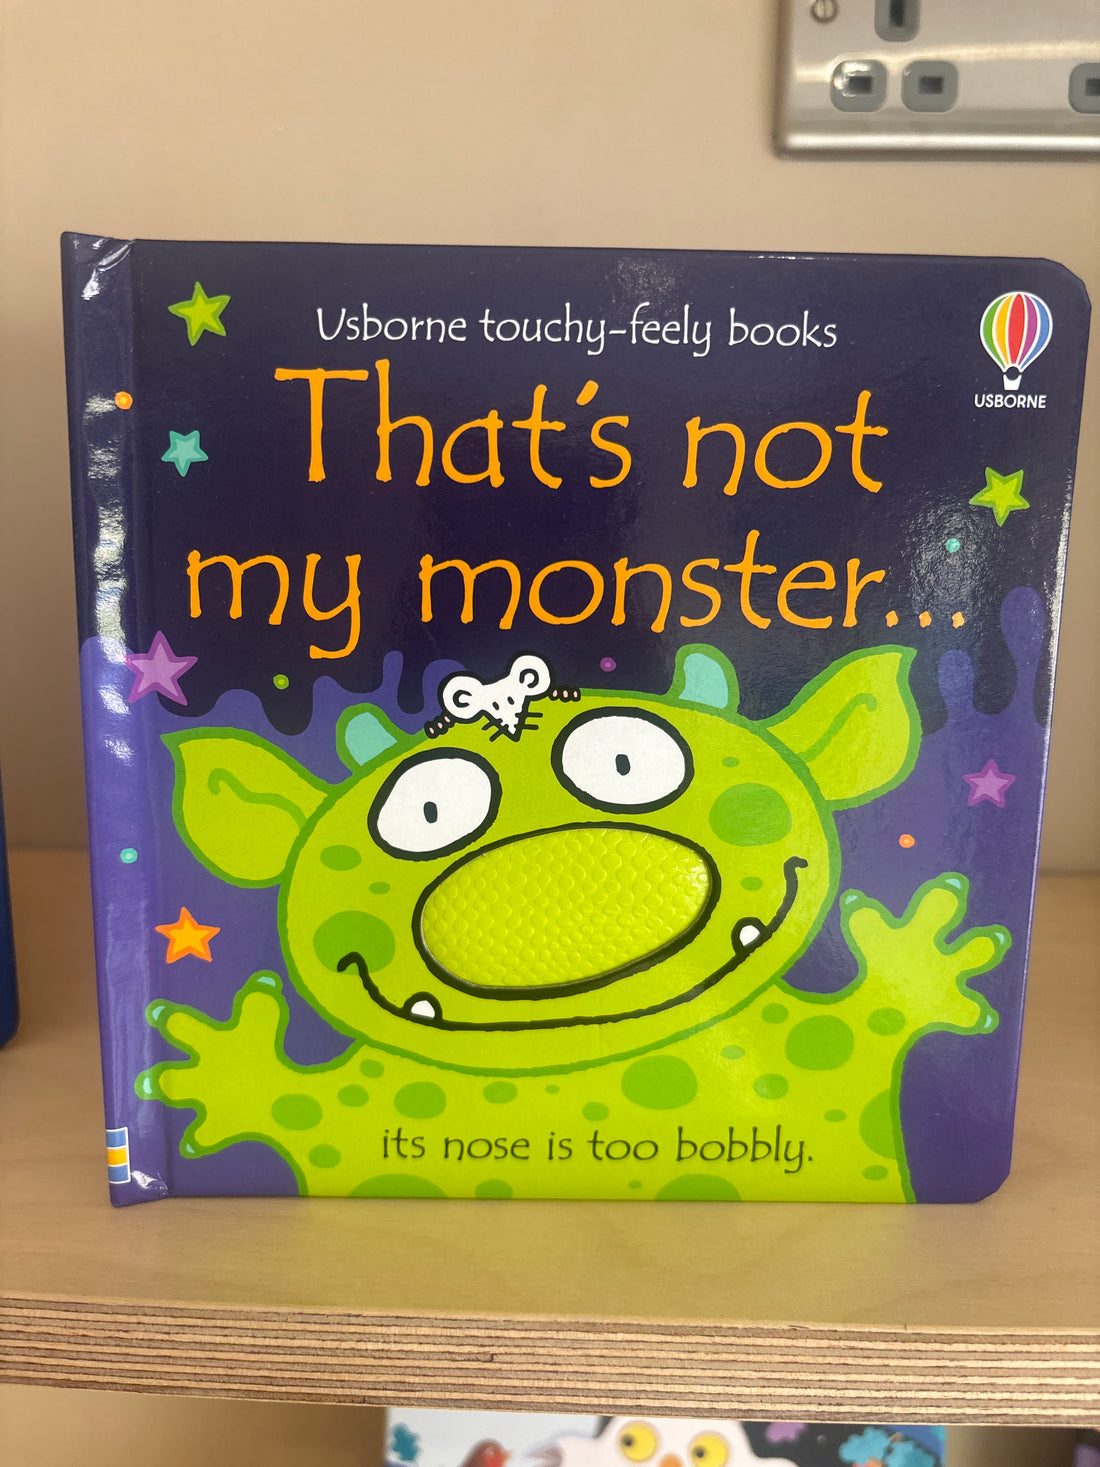 Usborne touchy-feely books
USBORNE
That's not
my monster...
its nose is too bobbly.